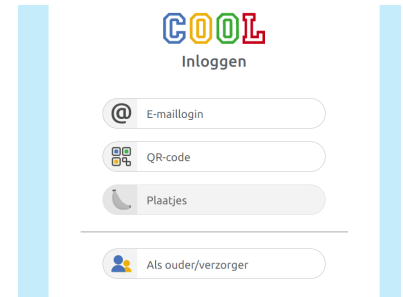 COOL
Inloggen
E-maillogin
QR-code
Plaatjes
Als ouder/verzorger